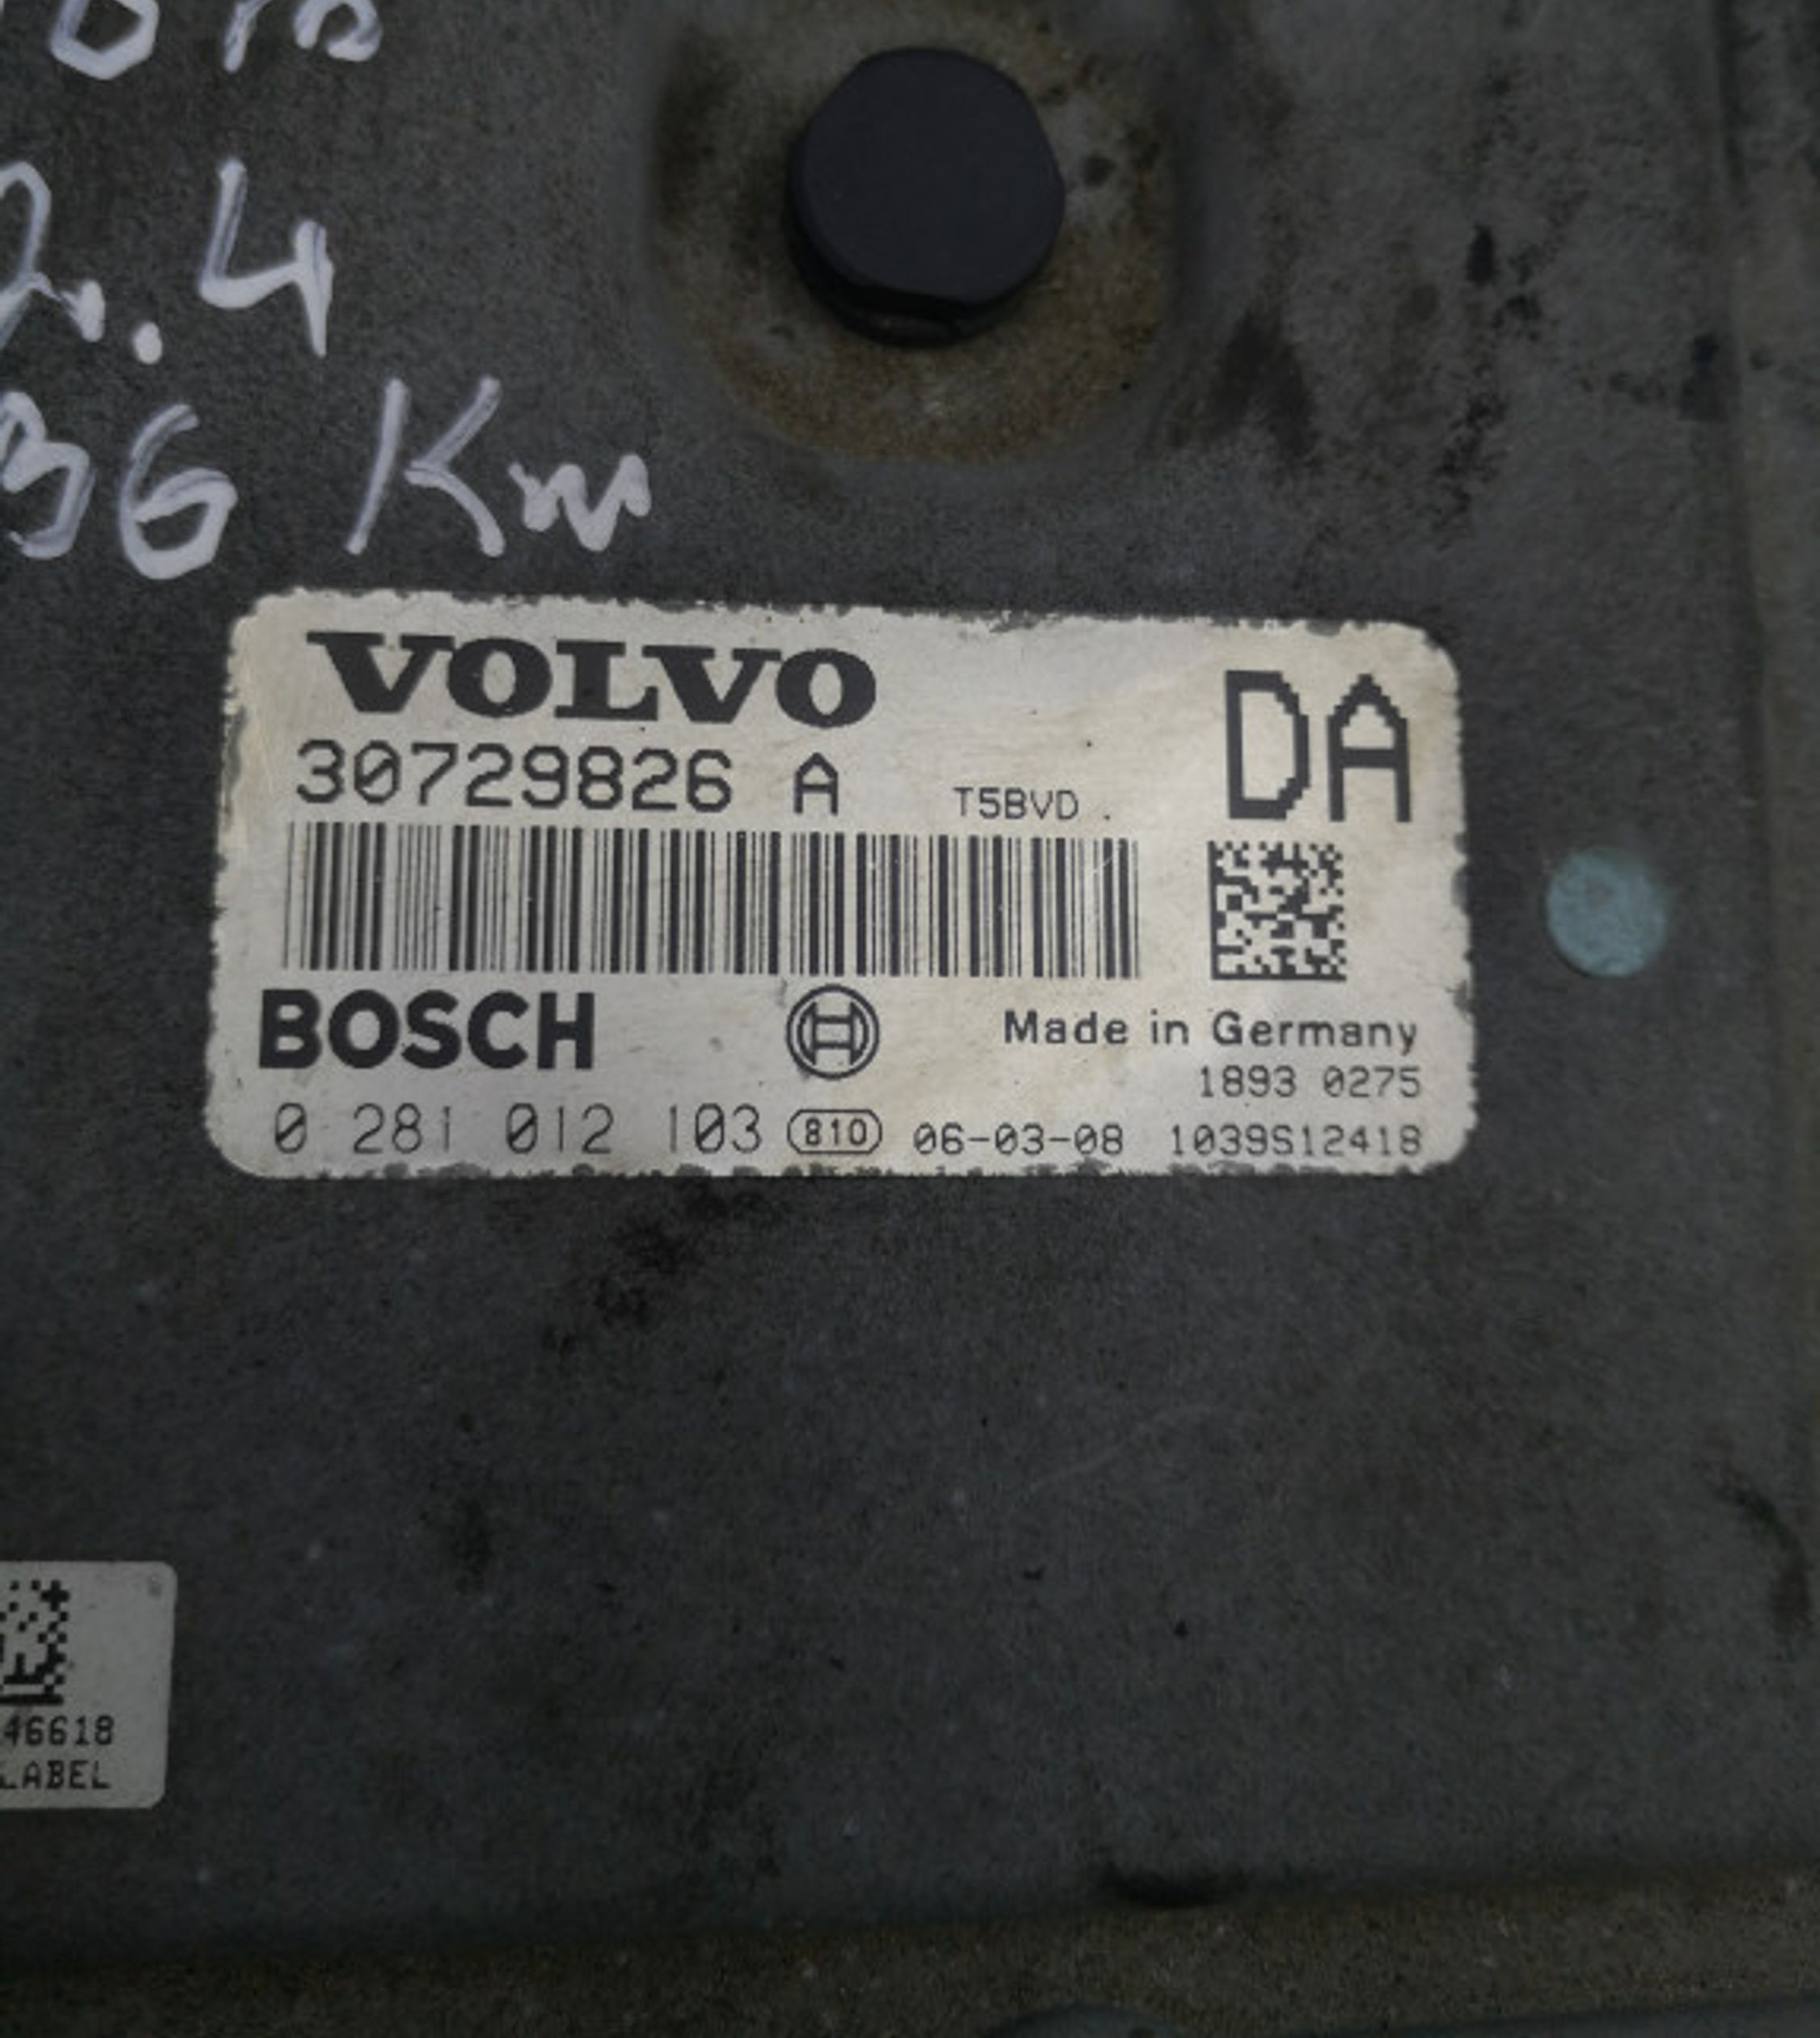 2.4
36 Km
VOLVO
DA
30729826 A T5BVD .
BOSCH Made in Germany
1893 0275
0 281 012 103 810 06-03-08 1039S12418
46618
LABEL